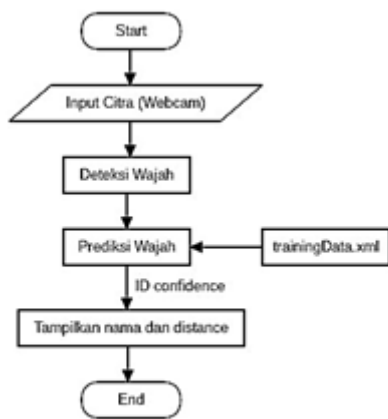 Start
Input Citra (Webcam)
Deteksi Wajah
Prediksi Wajah
trainingData.xml
ID confidence
Tampilkan nama dan distance
End